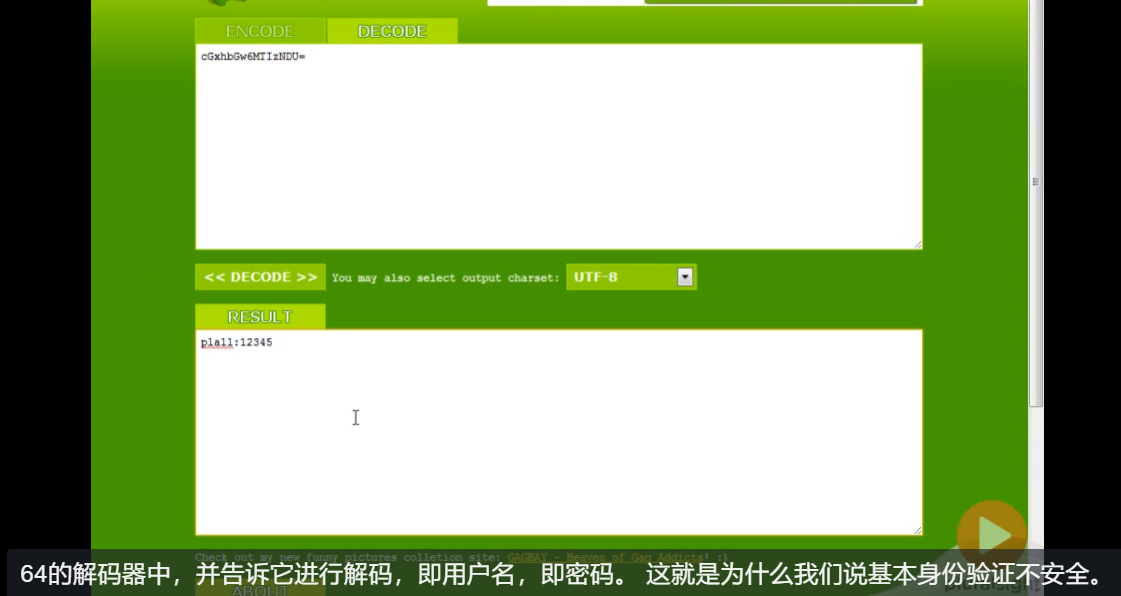 ENCODE DECODE
cGxhbGw6MTIzNDU=
<< DECODE >> You may also select output charset: UTF-8
RESULT
plall:12345
Check out my new funny pictures colletion site: GAGBAY - Heaven of Gag Addicts! :)
64的解码器中，并告诉它进行解码，即用户名，即密码。 这就是为什么我们说基本身份验证不安全。
ABOUT